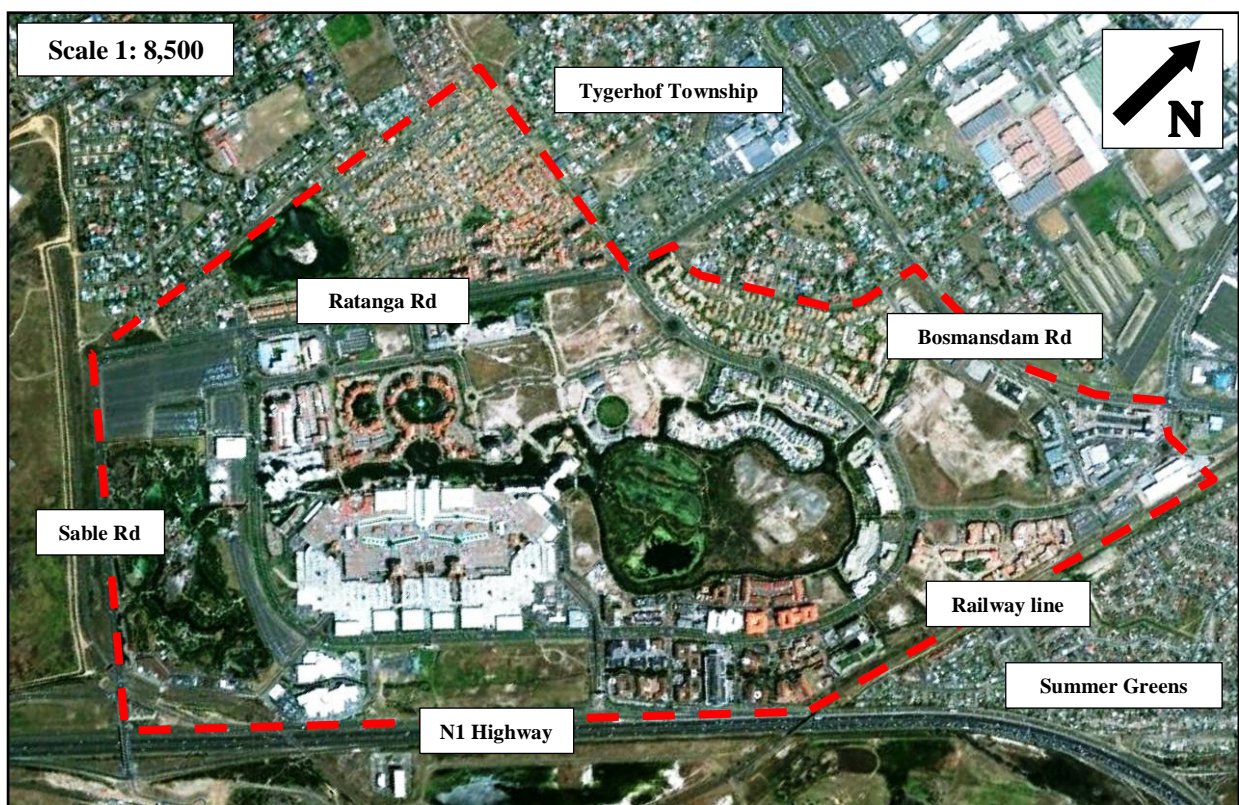 Scale 1: 8,500
Tygerhof Township
N
Ratanga Rd
Bosmansdam Rd
Sable Rd
Railway line
Summer Greens
N1 Highway